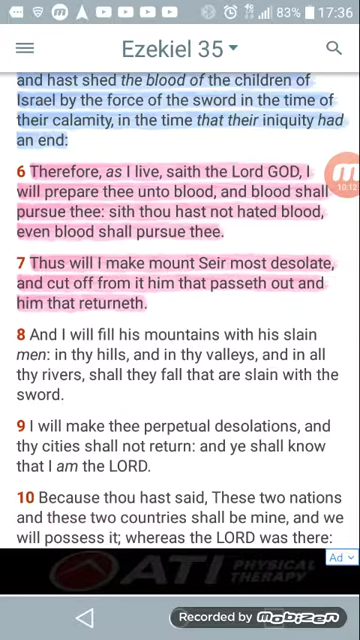 83% 17:36
Ezekiel 35
and hast shed the blood of the children of
Israel by the force of the sword in the time of
their calamity, in the time that their iniquity had
an end:
6 Therefore, as I live, saith the Lord GOD, I
will prepare thee unto blood, and blood shall
pursue thee: sith thou hast not hated blood,
even blood shall pursue thee.
10:12
7 Thus will I make mount Seir most desolate,
and cut off from it him that passeth out and
him that returneth.
8 And I will fill his mountains with his slain
men: in thy hills, and in thy valleys, and in all
thy rivers, shall they fall that are slain with the
sword.
9 I will make thee perpetual desolations, and
thy cities shall not return: and ye shall know
that I am the LORD.
10 Because thou hast said, These two nations
and these two countries shall be mine, and we
will possess it; whereas the LORD was there:
Ad
ATI PHYSICAL
THERAPY
Recorded by mobizen